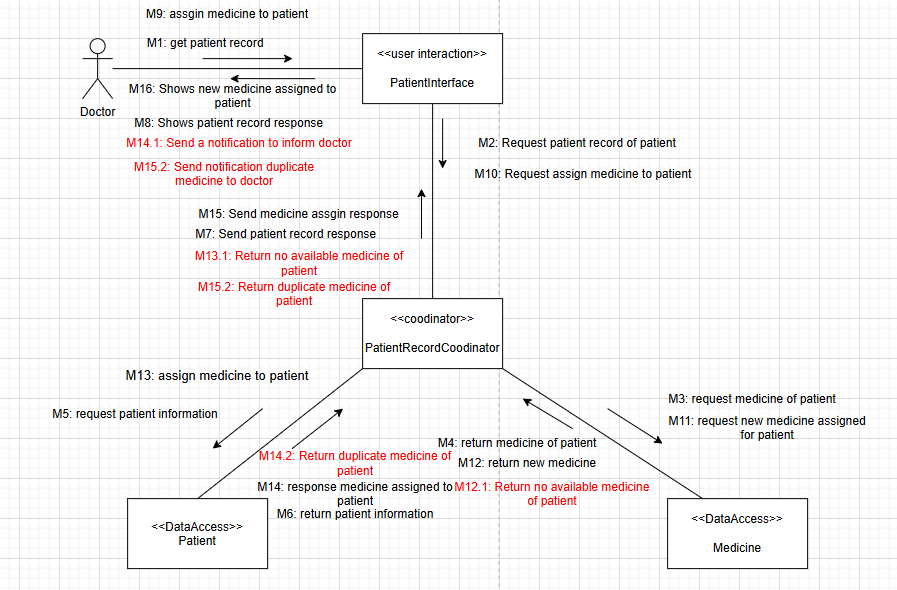 M9: assgin medicine to patient
M1: get patient record
<<user interaction>>
PatientInterface
Doctor
M16: Shows new medicine assigned to
patient
M8: Shows patient record response
M14.1: Send a notification to inform doctor
M15.2: Send notification duplicate
medicine to doctor
M2: Request patient record of patient
M10: Request assign medicine to patient
M15: Send medicine assgin response
M7: Send patient record response
M13.1: Return no available medicine of
patient
M15.2: Return duplicate medicine of
patient
<<coodinator>>
PatientRecordCoodinator
M13: assign medicine to patient
M5: request patient information
M3: request medicine of patient
M11: request new medicine assigned
for patient
M4: return medicine of patient
M12: return new medicine
M12.1: Return no available medicine
of patient
M14.2: Return duplicate medicine of
patient
M14: response medicine assigned to
patient
M6: return patient information
<<DataAccess>>
Patient
<<DataAccess>>
Medicine